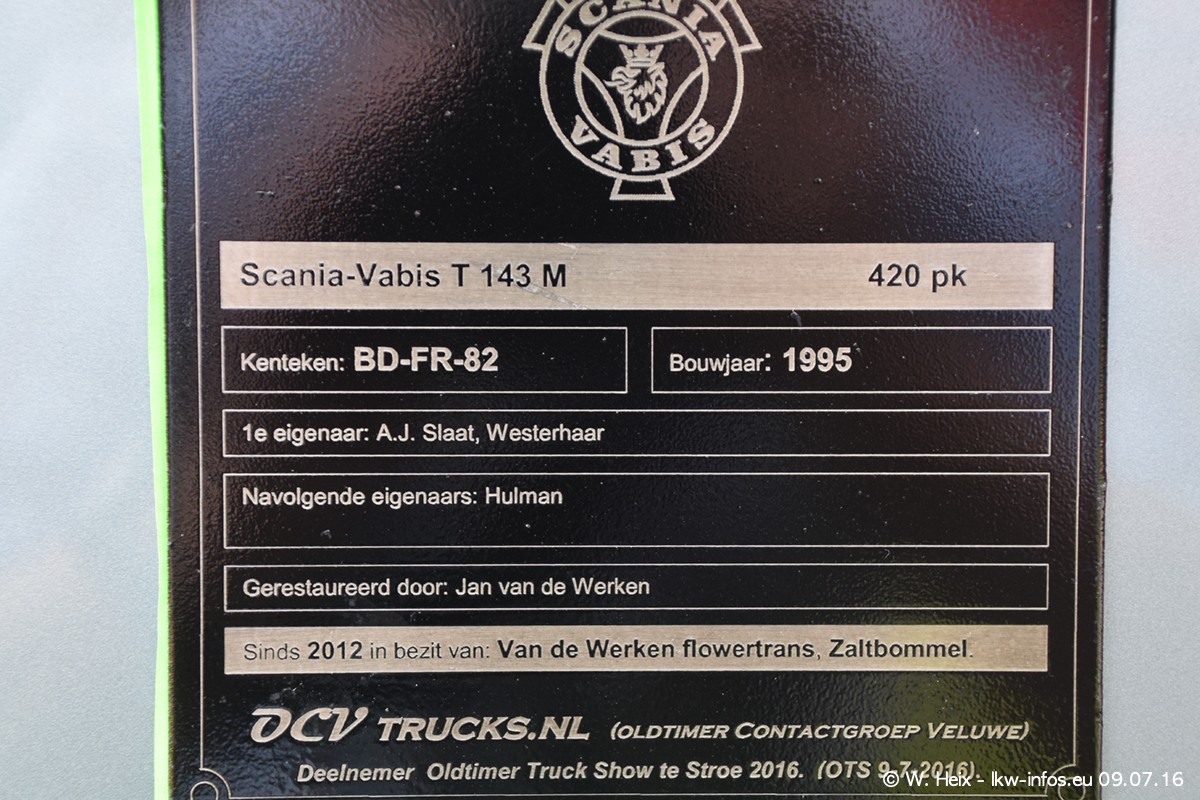 SCANIA
VABIS
Scania-Vabis T 143 M 420 pk
Kenteken: BD-FR-82 Bouwjaar: 1995
1e eigenaar: A.J. Slaat, Westerhaar
Navolgende eigenaars: Hulman
Gerestaureerd door: Jan van de Werken
Sinds 2012 in bezit van: Van de Werken flowertrans, Zaltbommel.
OCV TRUCKS.NL (OLDTIMER CONTACTGROEP VELUWE)
Deelnemer Oldtimer Truck Show te Stroe 2016. (OTS 9-7-2016).
© W. Heix - lkw-infos.eu 09.07.16